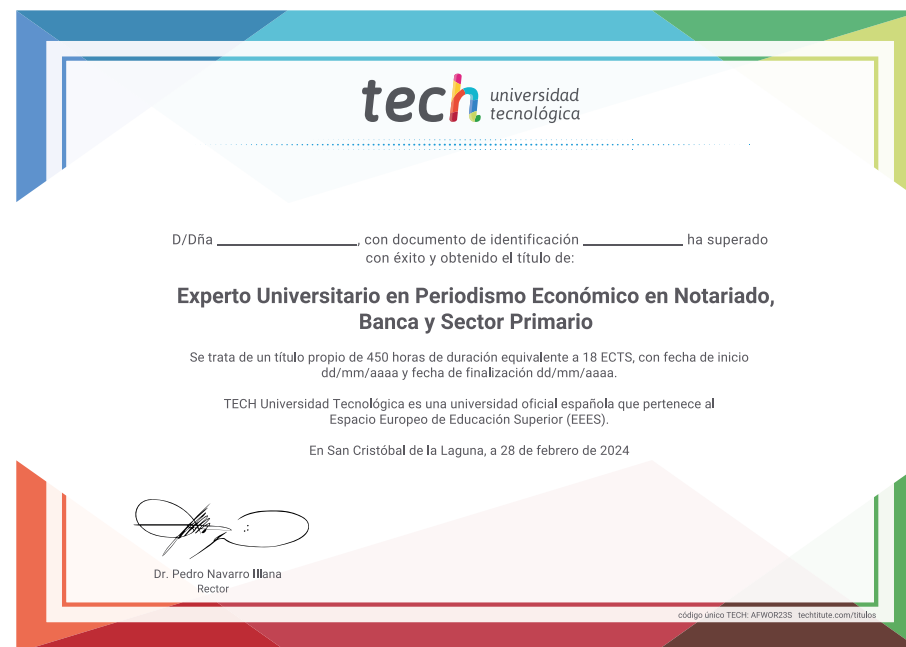 tech universidad
tecnológica
D/Dña ____________________, con documento de identificación ______________ ha superado
con éxito y obtenido el título de:
Experto Universitario en Periodismo Económico en Notariado,
Banca y Sector Primario
Se trata de un título propio de 450 horas de duración equivalente a 18 ECTS, con fecha de inicio
dd/mm/aaaa y fecha de finalización dd/mm/aaaa.
TECH Universidad Tecnológica es una universidad oficial española que pertenece al
Espacio Europeo de Educación Superior (EEES).
En San Cristóbal de la Laguna, a 28 de febrero de 2024
Dr. Pedro Navarro Illana
Rector
código único TECH: AFWOR23S techtitute.com/titulos